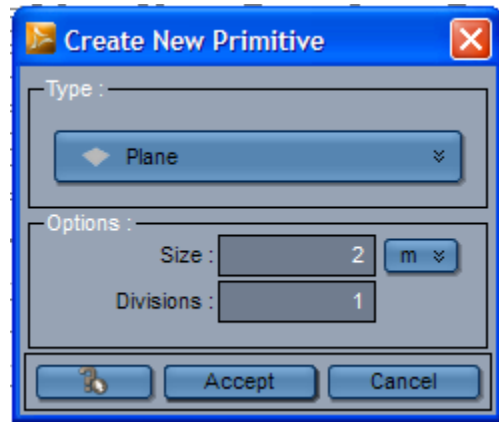 Create New Primitive
Type :
Plane
Options :
Size : 2 m
Divisions : 1
Accept Cancel